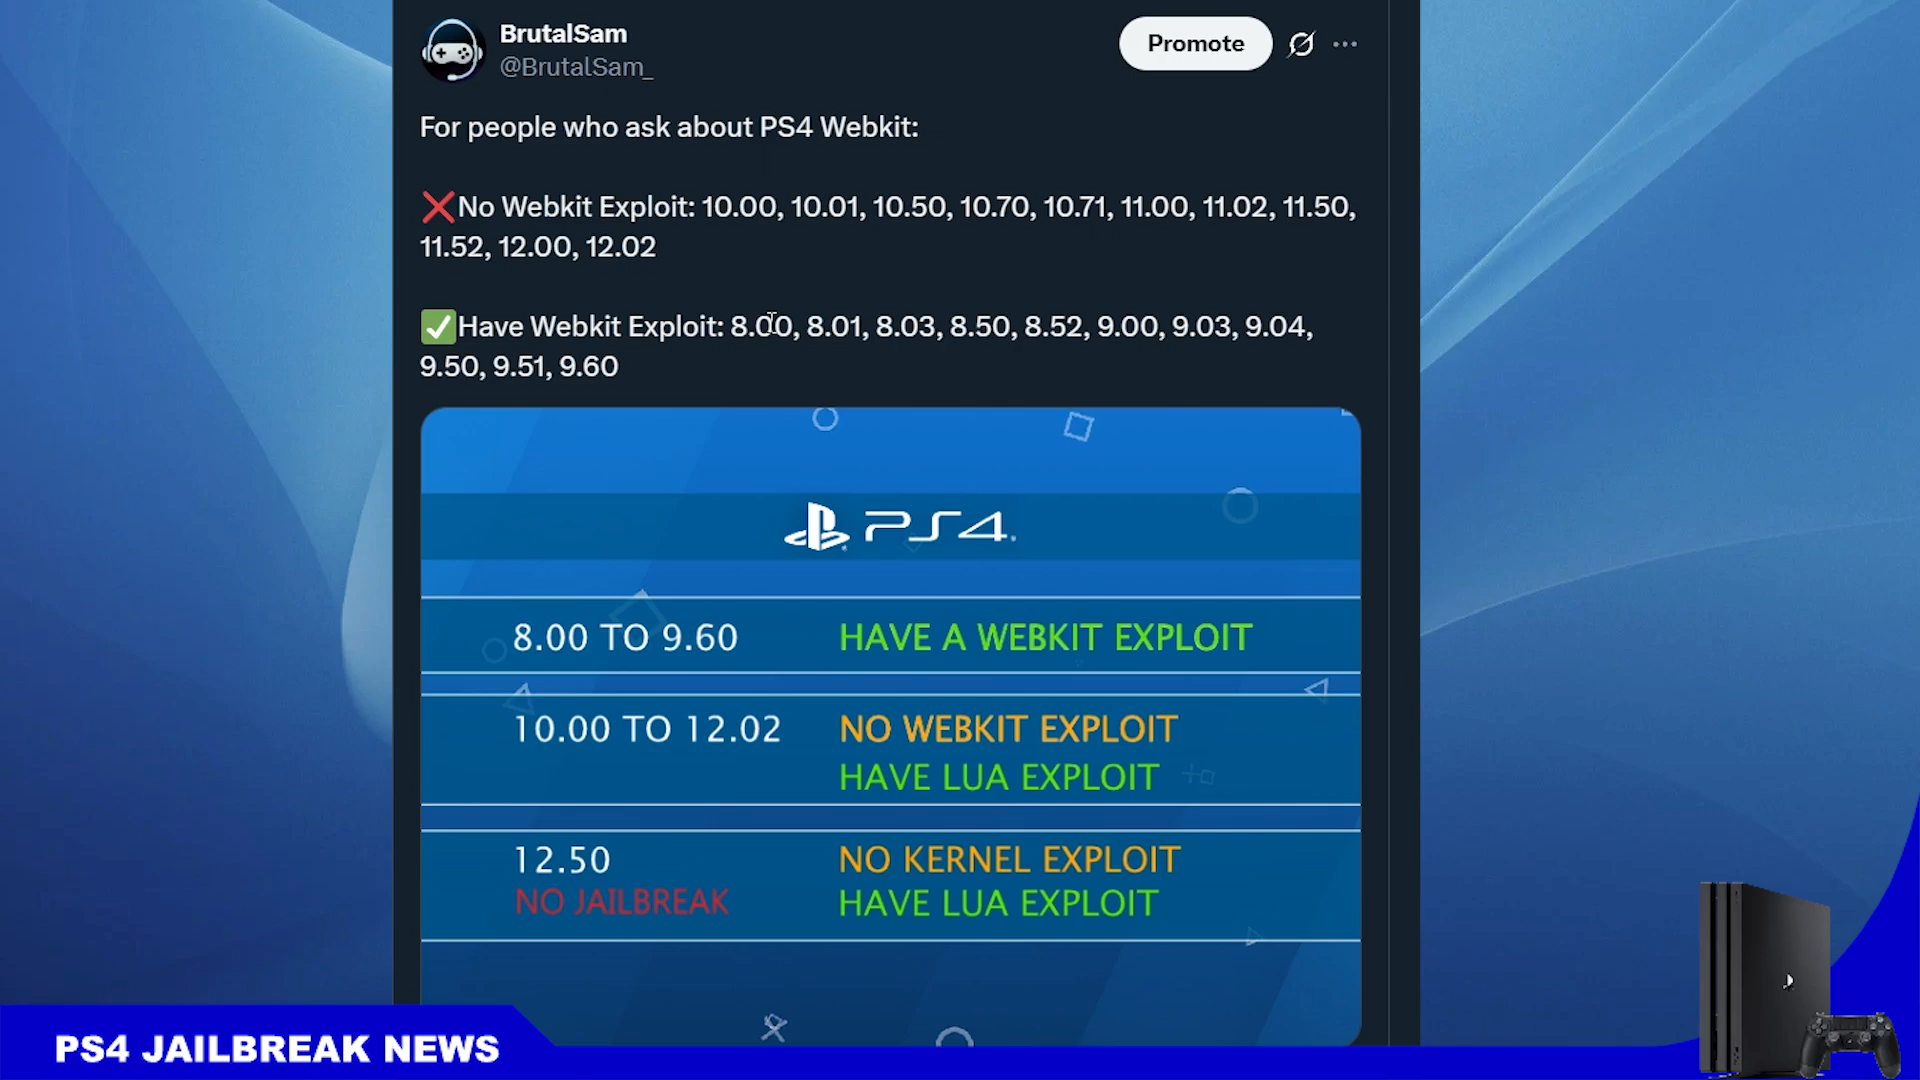 BrutalSam
@BrutalSam_
Promote
For people who ask about PS4 Webkit:
❌No Webkit Exploit: 10.00, 10.01, 10.50, 10.70, 10.71, 11.00, 11.02, 11.50,
11.52, 12.00, 12.02
✅Have Webkit Exploit: 8.00, 8.01, 8.03, 8.50, 8.52, 9.00, 9.03, 9.04,
9.50, 9.51, 9.60
PS4
8.00 TO 9.60 HAVE A WEBKIT EXPLOIT
10.00 TO 12.02 NO WEBKIT EXPLOIT
HAVE LUA EXPLOIT
12.50 NO KERNEL EXPLOIT
NO JAILBREAK HAVE LUA EXPLOIT
PS4 JAILBREAK NEWS